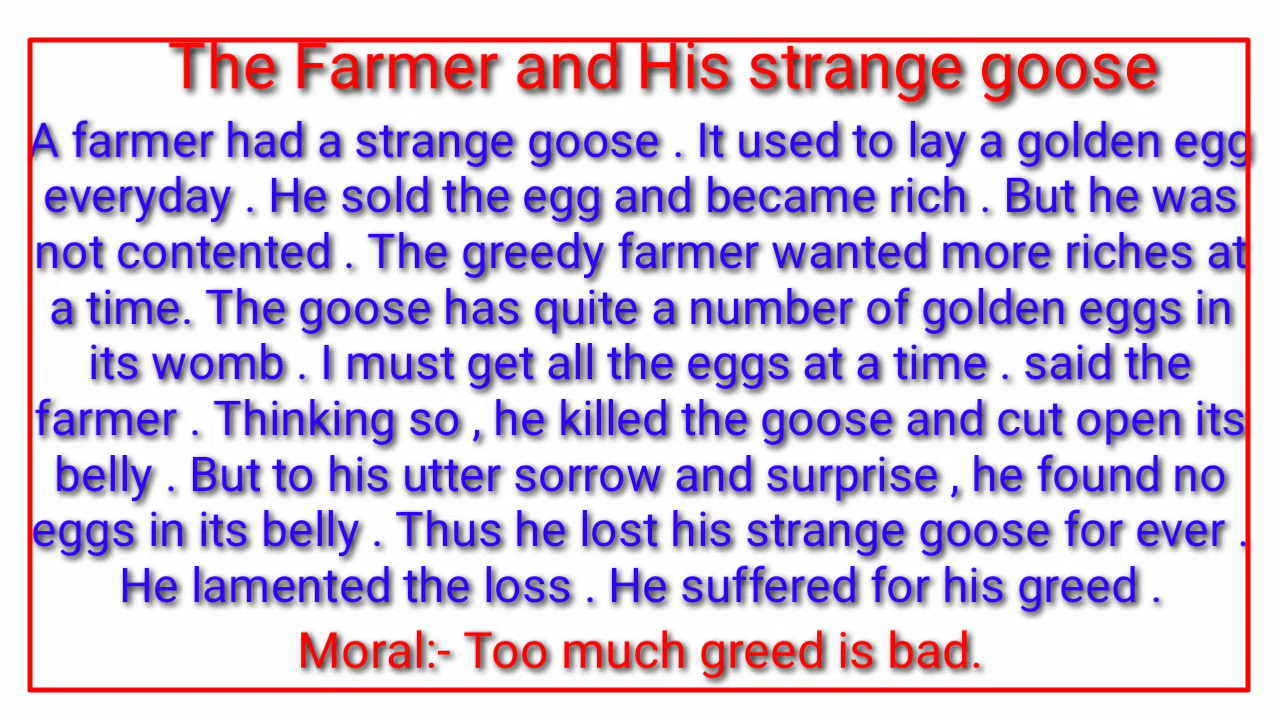 The Farmer and His strange goose
A farmer had a strange goose . It used to lay a golden egg
everyday . He sold the egg and became rich . But he was
not contented . The greedy farmer wanted more riches at
a time. The goose has quite a number of golden eggs in
its womb . I must get all the eggs at a time . said the
farmer . Thinking so , he killed the goose and cut open its
belly . But to his utter sorrow and surprise , he found no
eggs in its belly . Thus he lost his strange goose for ever .
He lamented the loss . He suffered for his greed .
Moral:- Too much greed is bad.